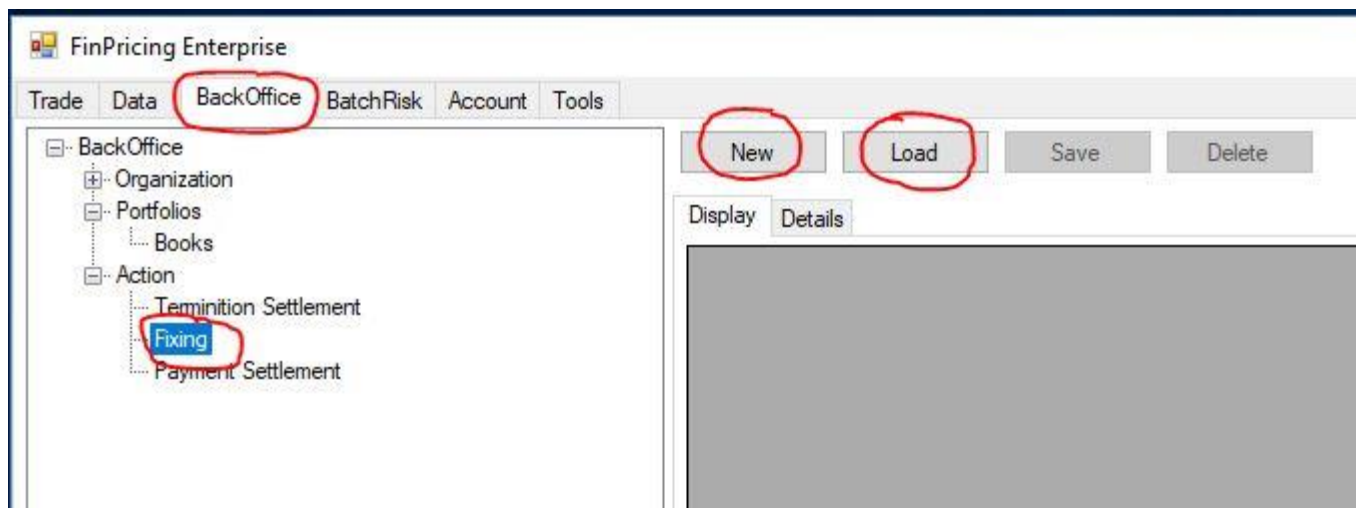 FinPricing Enterprise
Trade Data BackOffice BatchRisk Account Tools
BackOffice
Organization
Portfolios
Books
Action
Terminition Settlement
Fixing
Payment Settlement
New Load Save Delete
Display Details